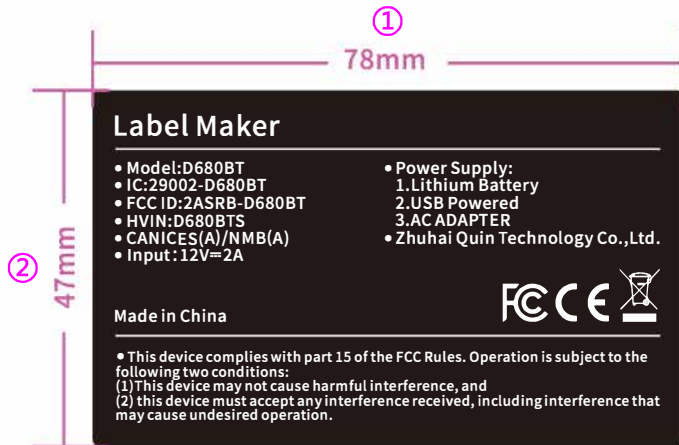 ①
78mm
②
47mm
Label Maker
• Model:D680BT
• IC:29002-D680BT
• FCC ID:2ASRB-D680BT
• HVIN:D680BTS
• CANICES(A)/NMB(A)
• Input:12V⎓2A
• Power Supply:
1.Lithium Battery
2.USB Powered
3.AC ADAPTER
• Zhuhai Quin Technology Co.,Ltd.
Made in China
FC CE
• This device complies with part 15 of the FCC Rules. Operation is subject to the
following two conditions:
(1)This device may not cause harmful interference, and
(2) this device must accept any interference received, including interference that
may cause undesired operation.